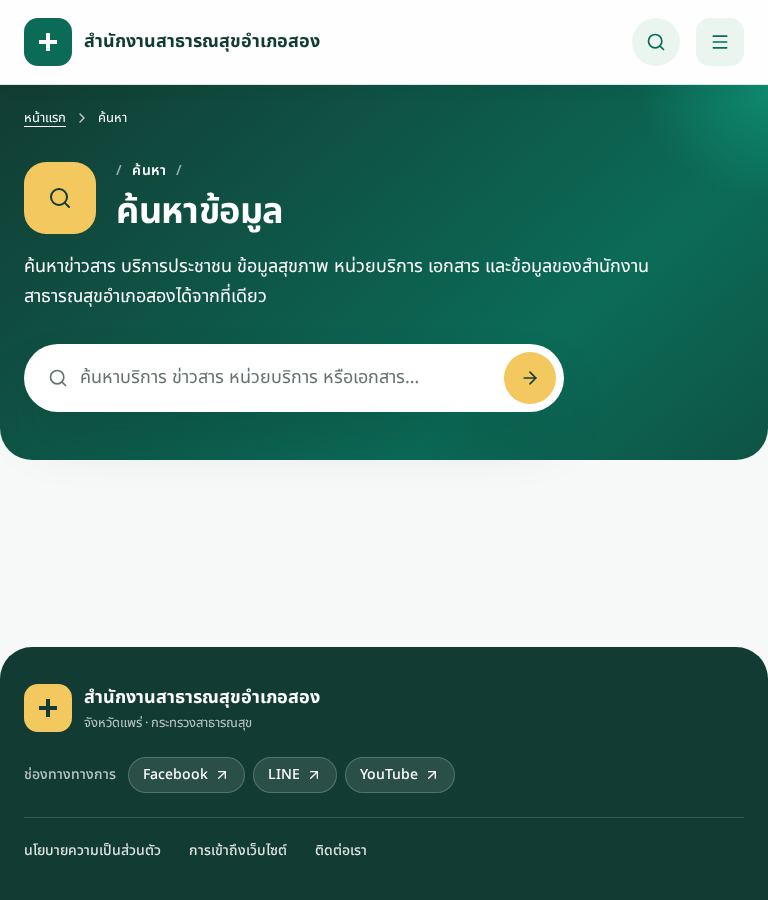 สำนักงานสาธารณสุขอำเภอสอง
หน้าแรก > ค้นหา
/ ค้นหา /
ค้นหาข้อมูล
ค้นหาข่าวสาร บริการประชาชน ข้อมูลสุขภาพ หน่วยบริการ เอกสาร และข้อมูลของสำนักงาน
สาธารณสุขอำเภอสองได้จากที่เดียว
ค้นหาบริการ ข่าวสาร หน่วยบริการ หรือเอกสาร...
สำนักงานสาธารณสุขอำเภอสอง
จังหวัดแพร่ · กระทรวงสาธารณสุข
ช่องทางทางการ Facebook LINE YouTube
นโยบายความเป็นส่วนตัว การเข้าถึงเว็บไซต์ ติดต่อเรา